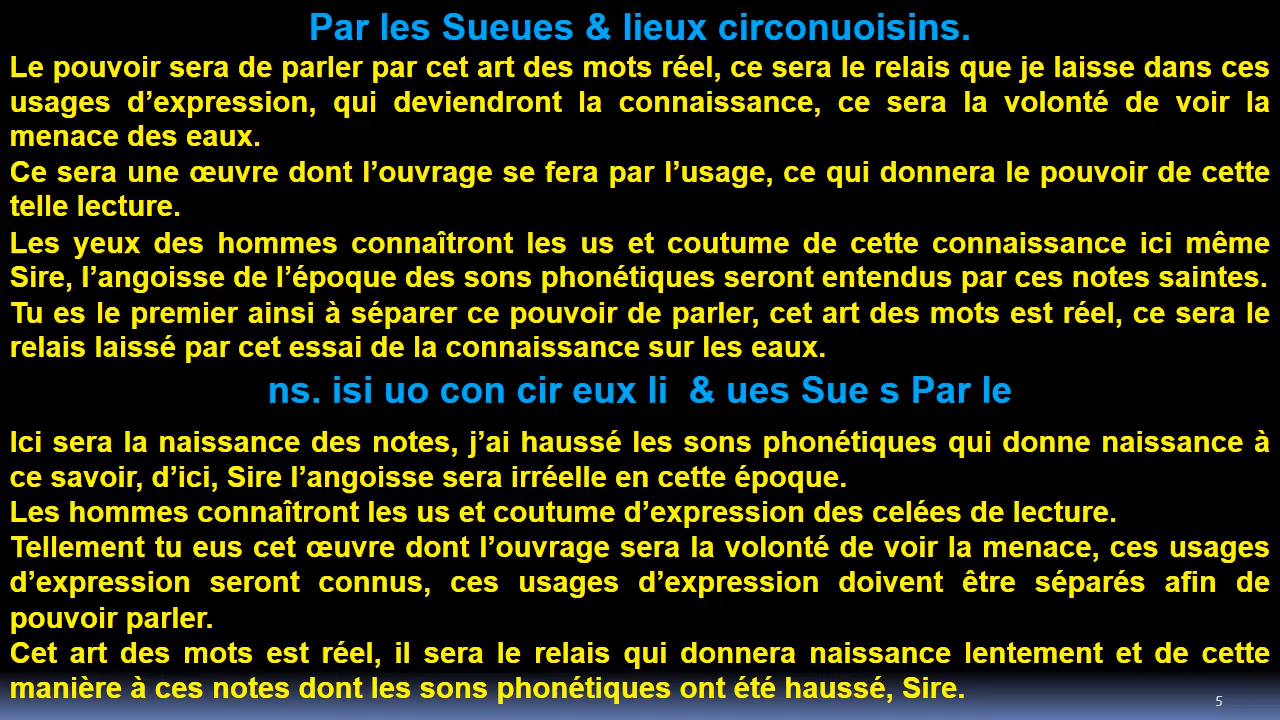 Par les Sueues & lieux circonuoisins.
Le pouvoir sera de parler par cet art des mots réel, ce sera le relais que je laisse dans ces
usages d’expression, qui deviendront la connaissance, ce sera la volonté de voir la
menace des eaux.
Ce sera une œuvre dont l’ouvrage se fera par l’usage, ce qui donnera le pouvoir de cette
telle lecture.
Les yeux des hommes connaîtront les us et coutume de cette connaissance ici même
Sire, l’angoisse de l’époque des sons phonétiques seront entendus par ces notes saintes.
Tu es le premier ainsi à séparer ce pouvoir de parler, cet art des mots est réel, ce sera le
relais laissé par cet essai de la connaissance sur les eaux.
ns. isi uo con cir eux li & ues Sue s Par le
Ici sera la naissance des notes, j’ai haussé les sons phonétiques qui donne naissance à
ce savoir, d’ici, Sire l’angoisse sera irréelle en cette époque.
Les hommes connaîtront les us et coutume d’expression des celées de lecture.
Tellement tu eus cet œuvre dont l’ouvrage sera la volonté de voir la menace, ces usages
d’expression seront connus, ces usages d’expression doivent être séparés afin de
pouvoir parler.
Cet art des mots est réel, il sera le relais qui donnera naissance lentement et de cette
manière à ces notes dont les sons phonétiques ont été haussé, Sire.
5